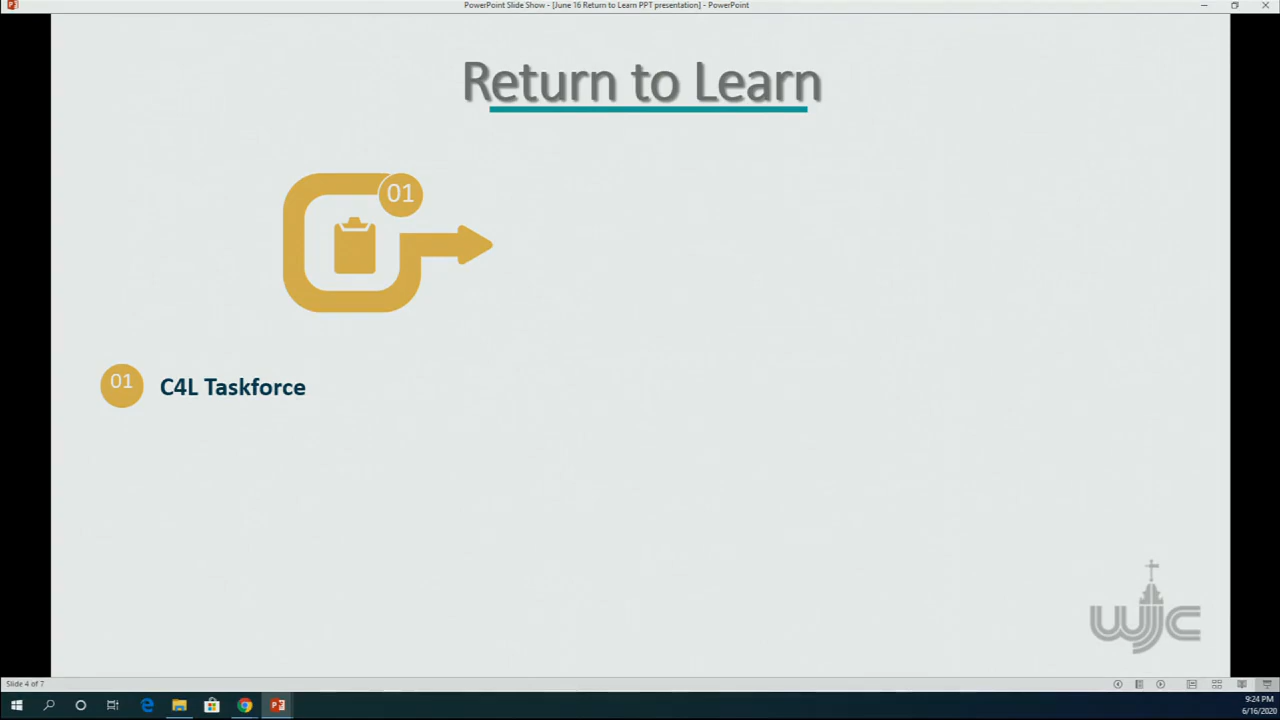 PowerPoint Slide Show - [June 16 Return to Learn PPT presentation] - PowerPoint
Return to Learn
01
01 C4L Taskforce
wjc
Slide 4 of 7
9:24 PM
6/16/2020